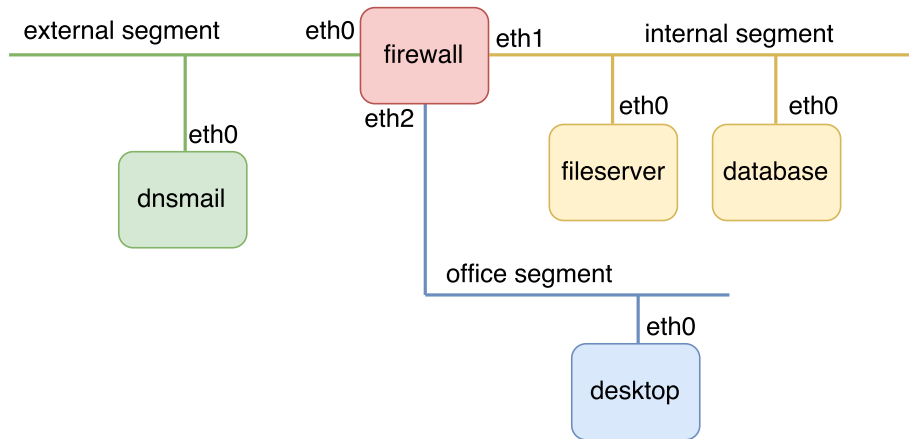 external segment
eth0
firewall
eth1
internal segment
eth2
eth0
dnsmail
eth0
fileserver
eth0
database
office segment
eth0
desktop